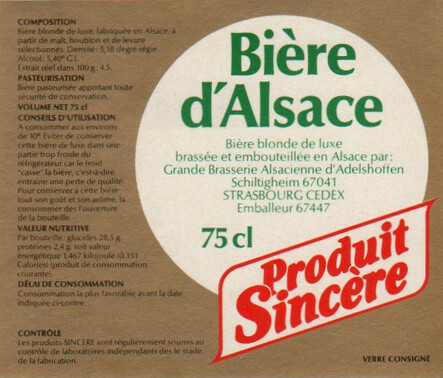 COMPOSITION
Bière blonde de luxe, fabriquée en Alsace, à
partir de malt, houblon et de levure
sélectionnés. Densité: 5,18 degré régie.
Alcool: 5,40° G.L.
Extrait réel dans 100 g: 4,5.
PASTEURISATION
Bière pasteurisée apportant toute
sécurité de conservation.
VOLUME NET 75 cl
CONSEILS D'UTILISATION
A consommer aux environs
de 10°. Eviter de conserver
cette bière de luxe dans une
partie trop froide du
réfrigérateur car le froid
"casse" la bière, c'est-à-dire
entraîne une perte de qualité.
Pour conserver à cette bière
tout son goût et son arôme, la
consommer dès l'ouverture
de la bouteille.
VALEUR NUTRITIVE
Par bouteille: glucides 28,5 g,
protéines 2,4 g, soit valeur
énergétique 1.467 kilojoule (0,351
Calories) (produit de consommation
courante).
DÉLAI DE CONSOMMATION
Consommation la plus favorable avant la date
indiquée ci-contre.
CONTRÔLE
Les produits SINCÈRE sont régulièrement soumis au
contrôle de laboratoires indépendants dès le stade
de la fabrication.
Bière
d'Alsace
Bière blonde de luxe
brassée et embouteillée en Alsace par:
Grande Brasserie Alsacienne d'Adelshoffen
Schiltigheim 67041
STRASBOURG CEDEX
Emballeur 67447
75 cl
Produit
Sincère
VERRE CONSIGNÉ